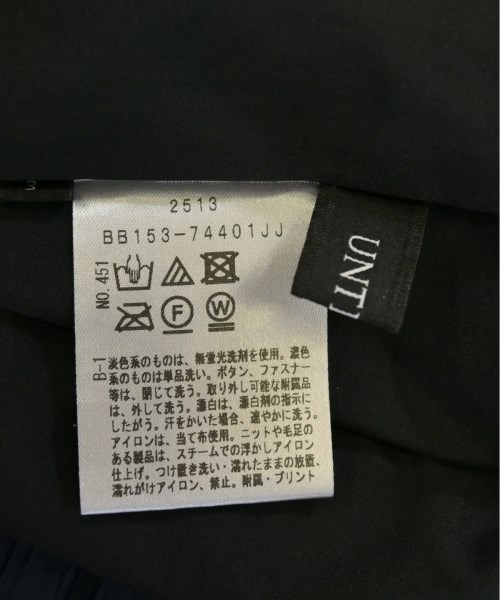 2513
BB153-74401JJ
NO.451
F
W
B-1
淡色系のものは、無蛍光洗剤を使用。濃色
系のものは単品洗い。ボタン、ファスナー
等は、閉じて洗う。取り外し可能な附属品
は、外して洗う。漂白は、漂白剤の指示に
したがう。汗をかいた場合、速やかに洗う。
アイロンは、当て布使用。ニットや毛足の
ある製品は、スチームでの浮かしアイロン
仕上げ。つけ置き洗い・濡れたままの放置、
濡れがけアイロン、禁止。附属・プリント
UNT